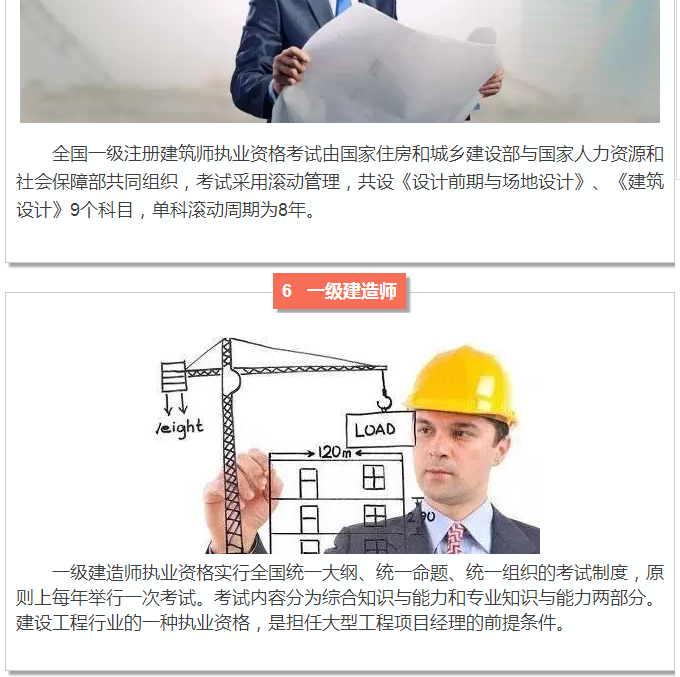 全国一级注册建筑师执业资格考试由国家住房和城乡建设部与国家人力资源和
社会保障部共同组织，考试采用滚动管理，共设《设计前期与场地设计》、《建筑
设计》9个科目，单科滚动周期为8年。
6 一级建造师
LOAD
/eight
120m
2.90
一级建造师执业资格实行全国统一大纲、统一命题、统一组织的考试制度，原
则上每年举行一次考试。考试内容分为综合知识与能力和专业知识与能力两部分。
建设工程行业的一种执业资格，是担任大型工程项目经理的前提条件。